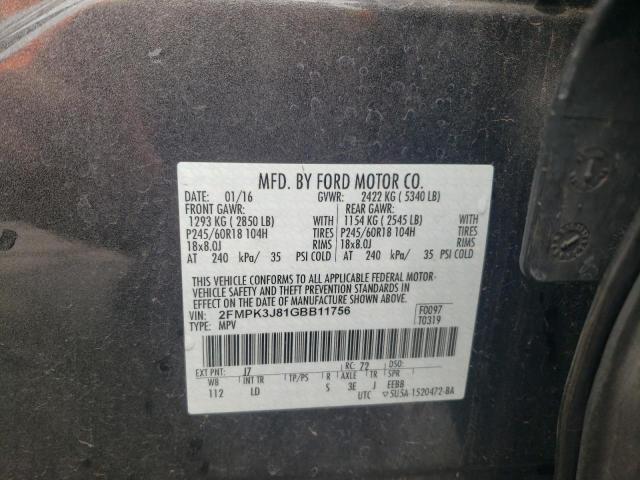 MFD. BY FORD MOTOR CO.
DATE: 01/16 GVWR: 2422 KG ( 5340 LB)
FRONT GAWR: REAR GAWR:
1293 KG ( 2850 LB) WITH 1154 KG ( 2545 LB) WITH
P245/60R18 104H TIRES P245/60R18 104H TIRES
18x8.0J RIMS 18x8.0J RIMS
AT 240 kPa/ 35 PSI COLD AT 240 kPa/ 35 PSI COLD
THIS VEHICLE CONFORMS TO ALL APPLICABLE FEDERAL MOTOR-
VEHICLE SAFETY AND THEFT PREVENTION STANDARDS IN
EFFECT ON THE DATE OF MANUFACTURE SHOWN ABOVE.
VIN: 2FMPK3J81GBB11756 F0097
TYPE: MPV T0319
EXT PNT: J7 RC: 72 DSO:
WB INT TR TP/PS R AXLE TR SPR
112 LD S 3E J EEBB
UTC SU5A-1520472-BA